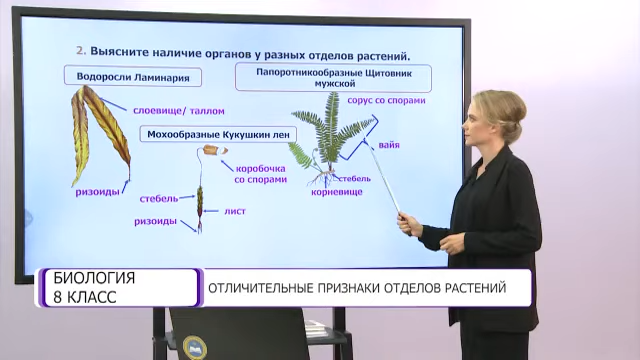 2. Выясните наличие органов у разных отделов растений.
Водоросли Ламинария
Папоротникообразные Щитовник
мужской
слоевище/ таллом
сорус со спорами
Мохообразные Кукушкин лен
вайя
коробочка
со спорами
ризоиды
стебель
стебель
корневище
лист
ризоиды
БИОЛОГИЯ
8 КЛАСС
ОТЛИЧИТЕЛЬНЫЕ ПРИЗНАКИ ОТДЕЛОВ РАСТЕНИЙ